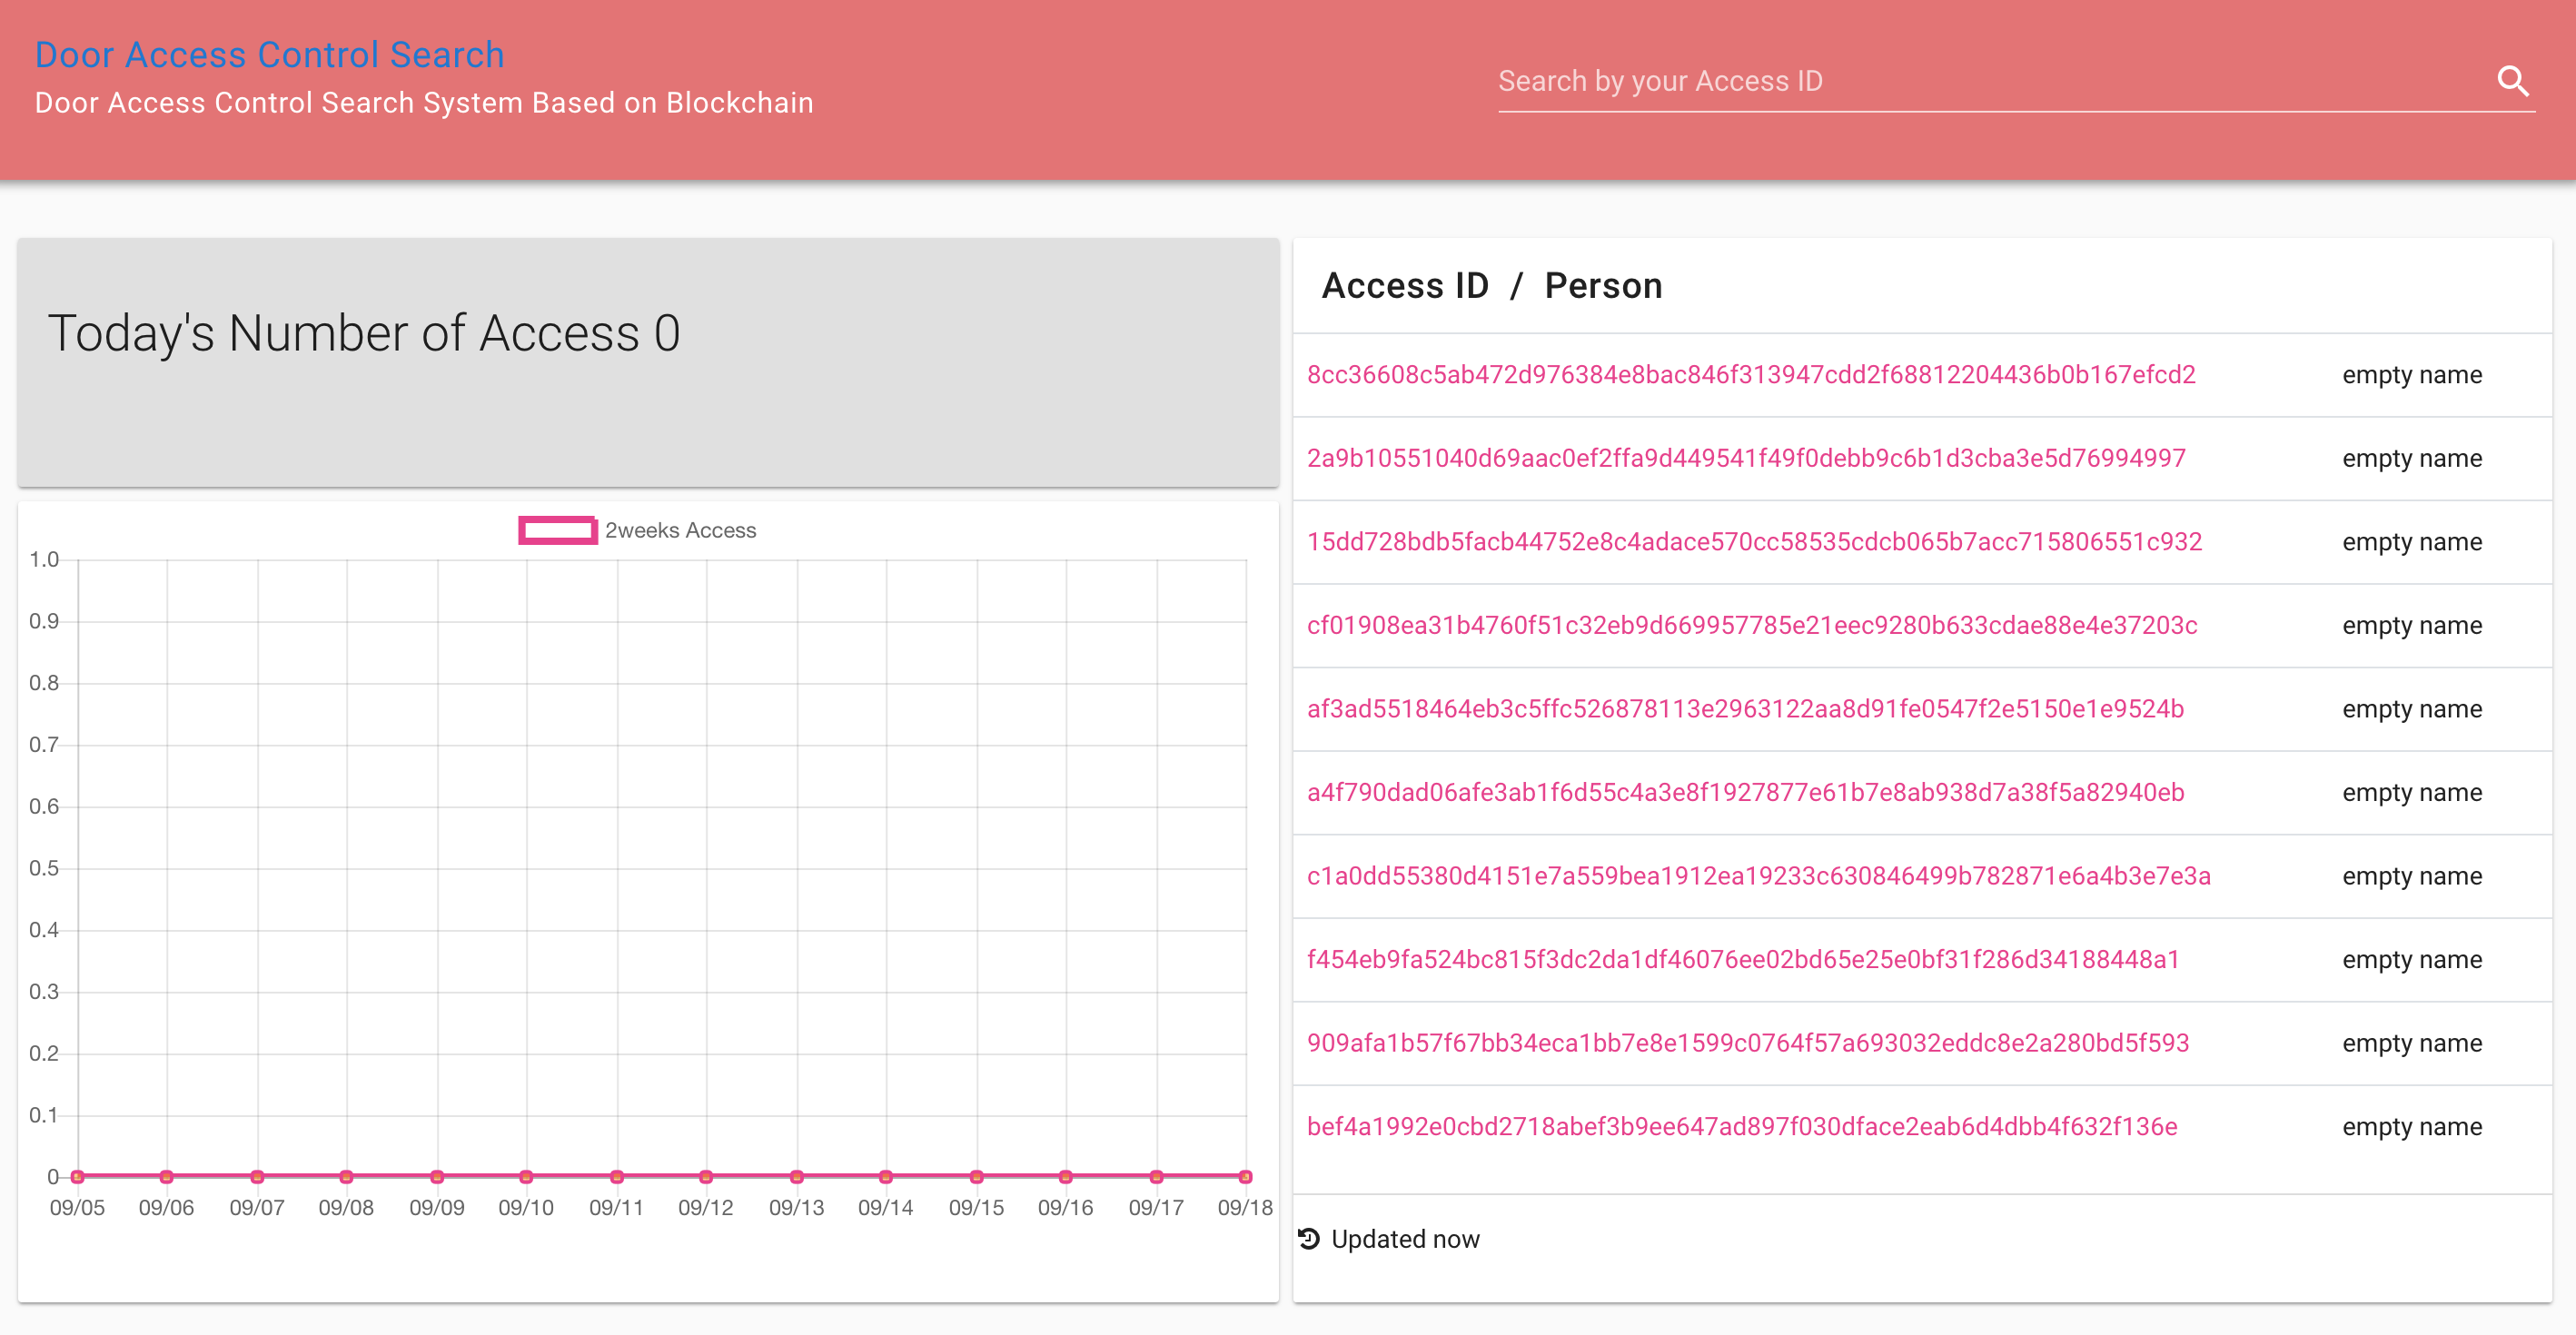 Door Access Control Search
Door Access Control Search System Based on Blockchain
Search by your Access ID
Today's Number of Access 0
2weeks Access
1.0
0.9
0.8
0.7
0.6
0.5
0.4
0.3
0.2
0.1
0
09/05 09/06 09/07 09/08 09/09 09/10 09/11 09/12 09/13 09/14 09/15 09/16 09/17 09/18
Access ID / Person
8cc36608c5ab472d976384e8bac846f313947cdd2f68812204436b0b167efcd2 empty name
2a9b10551040d69aac0ef2ffa9d449541f49f0debb9c6b1d3cba3e5d76994997 empty name
15dd728bdb5facb44752e8c4adace570cc58535cdcb065b7acc715806551c932 empty name
cf01908ea31b4760f51c32eb9d669957785e21eec9280b633cdae88e4e37203c empty name
af3ad5518464eb3c5ffc526878113e2963122aa8d91fe0547f2e5150e1e9524b empty name
a4f790dad06afe3ab1f6d55c4a3e8f1927877e61b7e8ab938d7a38f5a82940eb empty name
c1a0dd55380d4151e7a559bea1912ea19233c630846499b782871e6a4b3e7e3a empty name
f454eb9fa524bc815f3dc2da1df46076ee02bd65e25e0bf31f286d34188448a1 empty name
909afa1b57f67bb34eca1bb7e8e1599c0764f57a693032eddc8e2a280bd5f593 empty name
bef4a1992e0cbd2718abef3b9ee647ad897f030dface2eab6d4dbb4f632f136e empty name
Updated now